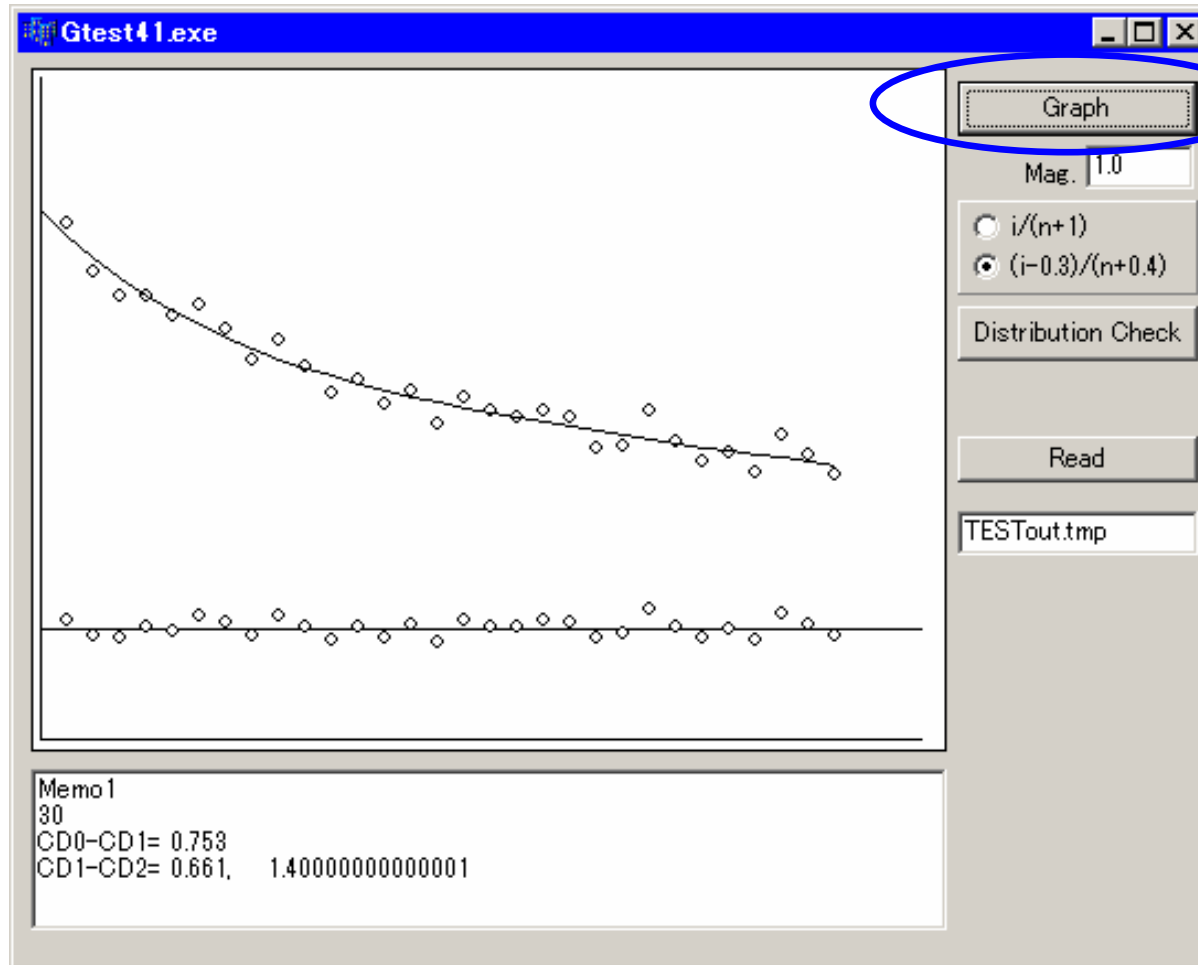 Gtest41.exe
Graph
Mag. 1.0
i/(n+1)
(i-0.3)/(n+0.4)
Distribution Check
Read
TESTout.tmp
Memo1
30
CD0-CD1= 0.753
CD1-CD2= 0.661, 1.40000000000001